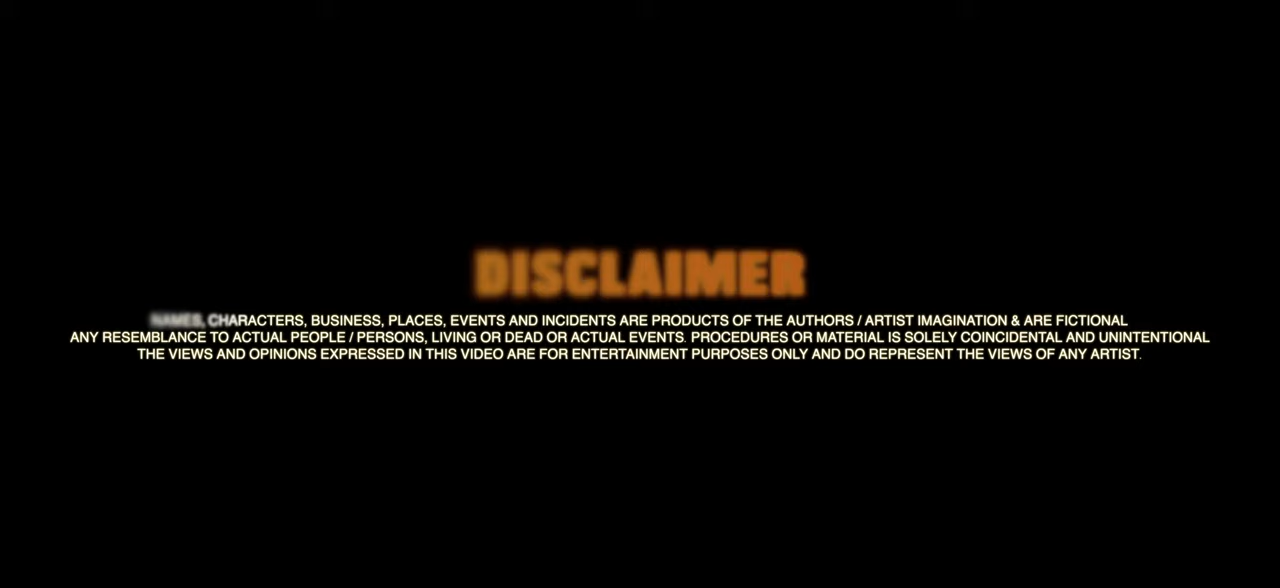 DISCLAIMER
NAMES, CHARACTERS, BUSINESS, PLACES, EVENTS AND INCIDENTS ARE PRODUCTS OF THE AUTHORS / ARTIST IMAGINATION & ARE FICTIONAL
ANY RESEMBLANCE TO ACTUAL PEOPLE / PERSONS, LIVING OR DEAD OR ACTUAL EVENTS. PROCEDURES OR MATERIAL IS SOLELY COINCIDENTAL AND UNINTENTIONAL
THE VIEWS AND OPINIONS EXPRESSED IN THIS VIDEO ARE FOR ENTERTAINMENT PURPOSES ONLY AND DO REPRESENT THE VIEWS OF ANY ARTIST.